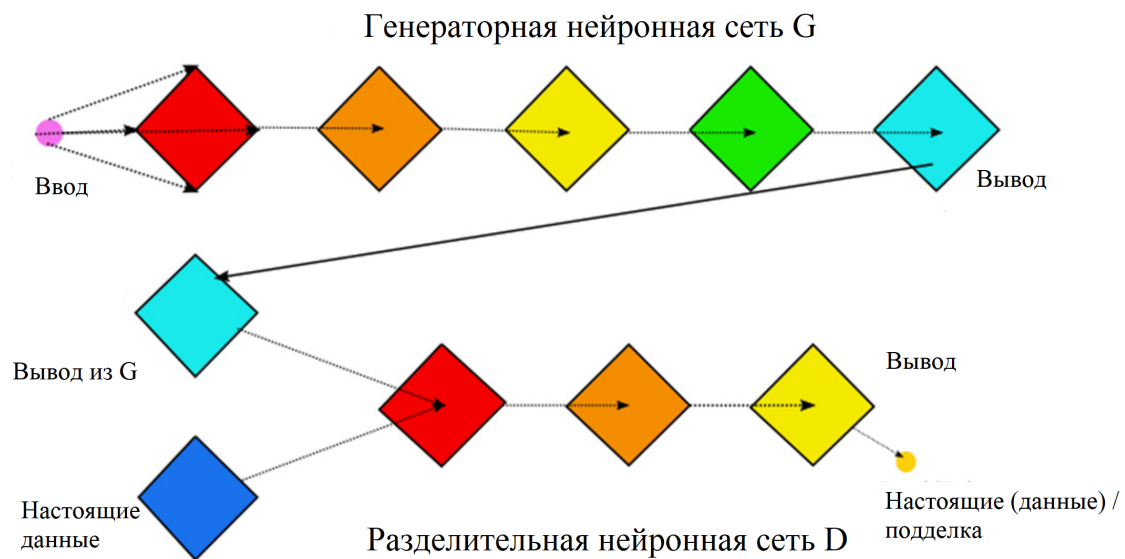 Генераторная нейронная сеть G
Ввод
Вывод
Вывод из G
Вывод
Настоящие
данные
Настоящие (данные) /
подделка
Разделительная нейронная сеть D